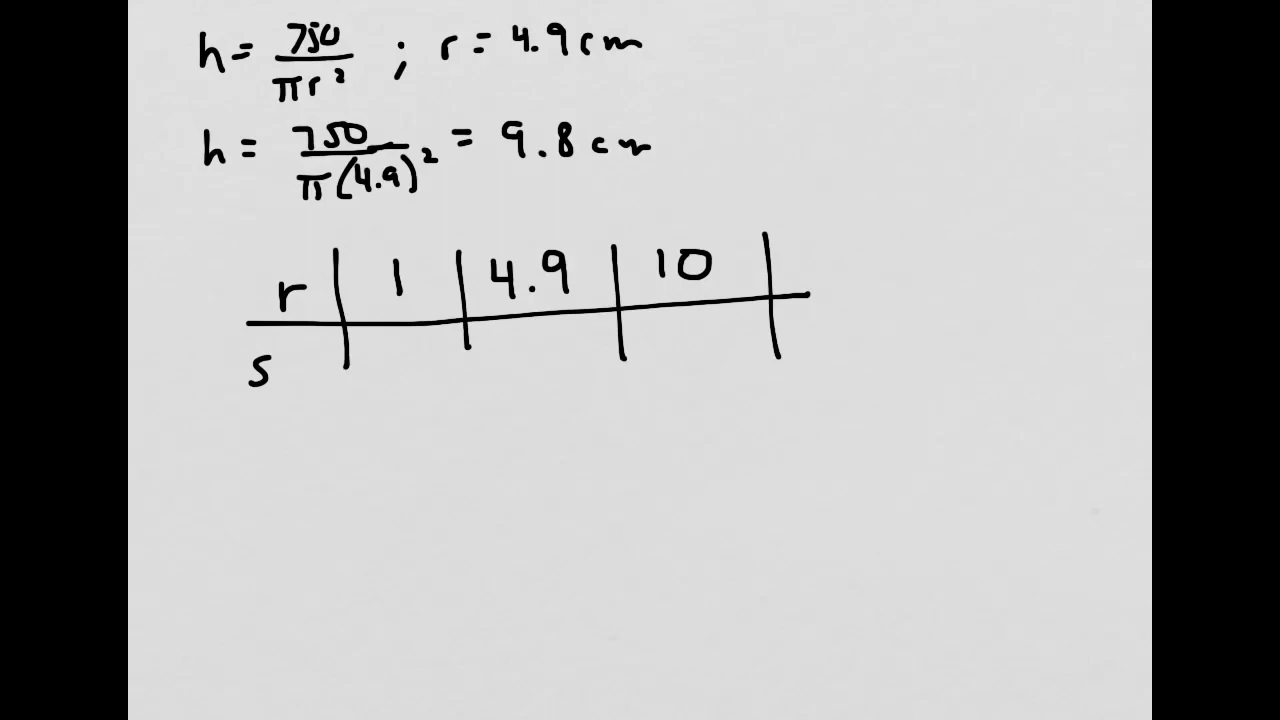 h = 750/πr² ; r = 4.9 cm
h = 750/π(4.9)² = 9.8 cm
r | 1 | 4.9 | 10 |
s